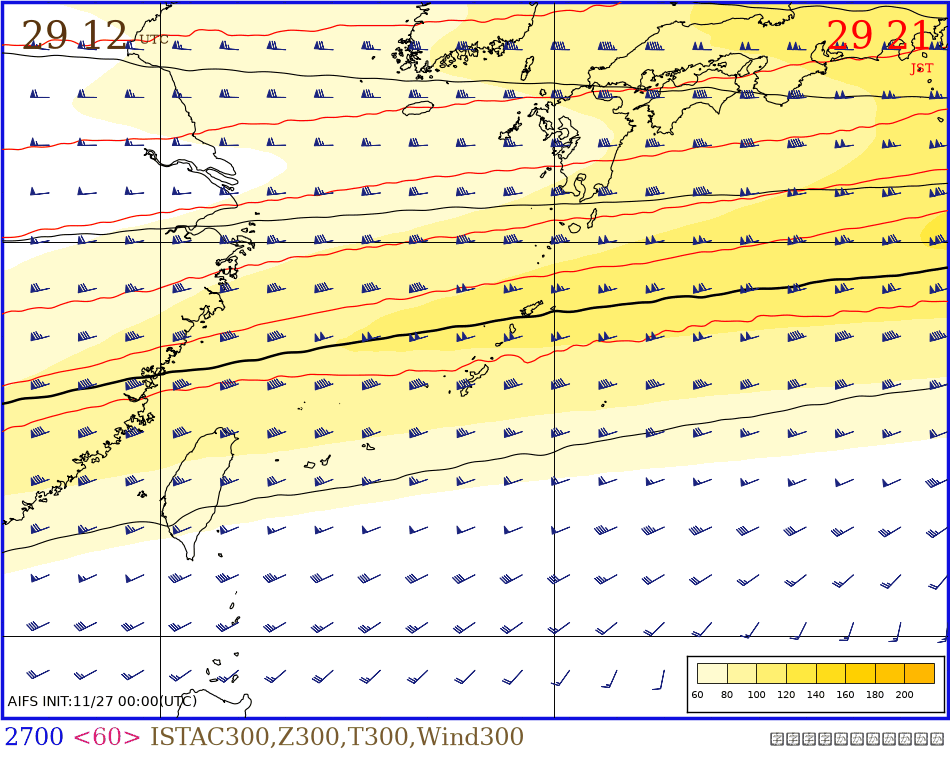 29 12 UTC
29 21
JST
60 80 100 120 140 160 180 200
AIFS INIT:11/27 00:00(UTC)
2700 <60> ISTAC300,Z300,T300,Wind300